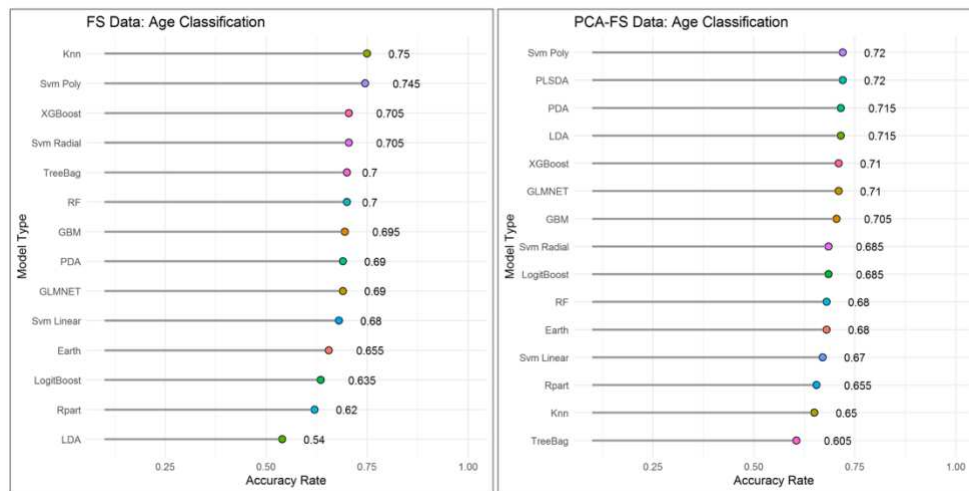 FS Data: Age Classification
Model Type
Knn 0.75
Svm Poly 0.745
XGBoost 0.705
Svm Radial 0.705
TreeBag 0.7
RF 0.7
GBM 0.695
PDA 0.69
GLMNET 0.69
Svm Linear 0.68
Earth 0.655
LogitBoost 0.635
Rpart 0.62
LDA 0.54
0.25 0.50 0.75 1.00
Accuracy Rate
PCA-FS Data: Age Classification
Model Type
Svm Poly 0.72
PLSDA 0.72
PDA 0.715
LDA 0.715
XGBoost 0.71
GLMNET 0.71
GBM 0.705
Svm Radial 0.685
LogitBoost 0.685
RF 0.68
Earth 0.68
Svm Linear 0.67
Rpart 0.655
Knn 0.65
TreeBag 0.605
0.25 0.50 0.75 1.00
Accuracy Rate